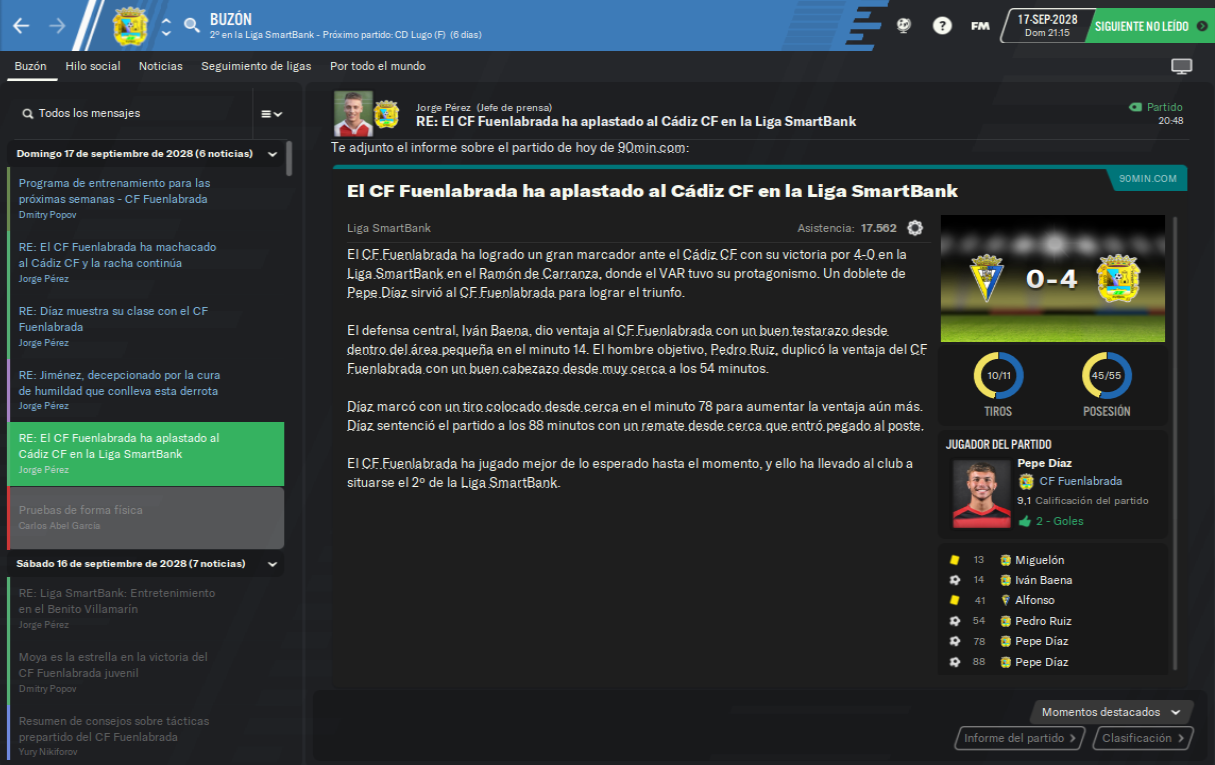 BUZÓN
2º en la Liga SmartBank - Próximo partido: CD Lugo (F) (6 días)
FM
17-SEP-2028
Dom 21:15
SIGUIENTE NO LEÍDO
Buzón
Hilo social
Noticias
Seguimiento de ligas
Por todo el mundo
Todos los mensajes
Domingo 17 de septiembre de 2028 (6 noticias)
Programa de entrenamiento para las
próximas semanas - CF Fuenlabrada
Dmitry Popov
RE: El CF Fuenlabrada ha machacado
al Cádiz CF y la racha continúa
Jorge Pérez
RE: Díaz muestra su clase con el CF
Fuenlabrada
Jorge Pérez
RE: Jiménez, decepcionado por la cura
de humildad que conlleva esta derrota
Jorge Pérez
RE: El CF Fuenlabrada ha aplastado al
Cádiz CF en la Liga SmartBank
Jorge Pérez
Pruebas de forma física
Carlos Abel García
Sábado 16 de septiembre de 2028 (7 noticias)
RE: Liga SmartBank: Entretenimiento
en el Benito Villamarín
Jorge Pérez
Moya es la estrella en la victoria del
CF Fuenlabrada juvenil
Dmitry Popov
Resumen de consejos sobre tácticas
prepartido del CF Fuenlabrada
Yury Nikiforov
Jorge Pérez (Jefe de prensa)
RE: El CF Fuenlabrada ha aplastado al Cádiz CF en la Liga SmartBank
Partido
20:48
Te adjunto el informe sobre el partido de hoy de 90min.com:
El CF Fuenlabrada ha aplastado al Cádiz CF en la Liga SmartBank
90MIN.COM
Liga SmartBank
Asistencia: 17.562
El CF Fuenlabrada ha logrado un gran marcador ante el Cádiz CF con su victoria por 4-0 en la
Liga SmartBank en el Ramón de Carranza, donde el VAR tuvo su protagonismo. Un doblete de
Pepe Díaz sirvió al CF Fuenlabrada para lograr el triunfo.
El defensa central, Iván Baena, dio ventaja al CF Fuenlabrada con un buen testarazo desde
dentro del área pequeña en el minuto 14. El hombre objetivo, Pedro Ruiz, duplicó la ventaja del CF
Fuenlabrada con un buen cabezazo desde muy cerca a los 54 minutos.
Díaz marcó con un tiro colocado desde cerca en el minuto 78 para aumentar la ventaja aún más.
Díaz sentenció el partido a los 88 minutos con un remate desde cerca que entró pegado al poste.
El CF Fuenlabrada ha jugado mejor de lo esperado hasta el momento, y ello ha llevado al club a
situarse el 2º de la Liga SmartBank.
0-4
10/11
45/55
TIROS
POSESIÓN
JUGADOR DEL PARTIDO
Pepe Díaz
CF Fuenlabrada
9,1 Calificación del partido
2 - Goles
13 Miguelón
14 Iván Baena
41 Alfonso
54 Pedro Ruiz
78 Pepe Díaz
88 Pepe Díaz
Momentos destacados
Informe del partido
Clasificación